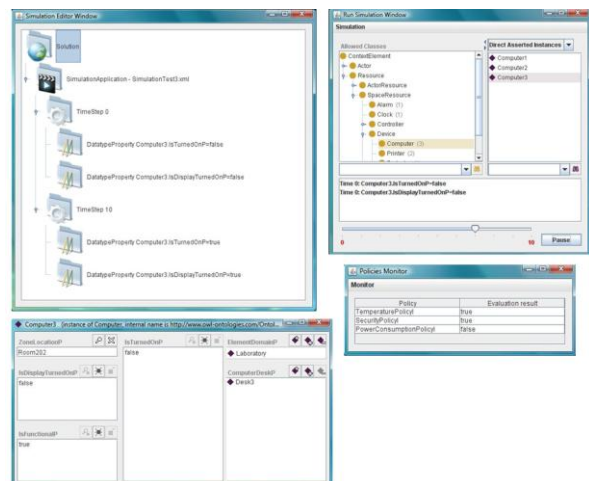 Simulation Editor Window
Solution
SimulationApplication - SimulationTest3.xml
TimeStep 0
DatatypeProperty Computer3.IsTurnedOnP=false
DatatypeProperty Computer3.IsDisplayTurnedOnP=false
TimeStep 10
DatatypeProperty Computer3.IsTurnedOnP=true
DatatypeProperty Computer3.IsDisplayTurnedOnP=true
Run Simulation Window
Simulation
Allowed Classes
ContextElement
Actor
Resource
ActorResource
SpaceResource
Alarm (1)
Clock (1)
Controller
Device
Computer (3)
Printer (2)
Direct Asserted Instances
Computer1
Computer2
Computer3
Time 0: Computer3.IsTurnedOnP=false
Time 0: Computer3.IsDisplayTurnedOnP=false
0
10
Pause
Policies Monitor
Monitor
Policy Evaluation result
TemperaturePolicyI true
SecurityPolicyI true
PowerConsumptionPolicyI false
Computer3 (instance of Computer, internal name is http://www.owl-ontologies.com/Ontol...
ZoneLocationP
Room202
IsDisplayTurnedOnP
false
IsFunctionalP
true
IsTurnedOnP
false
ElementDomainP
Laboratory
ComputerDeskP
Desk3